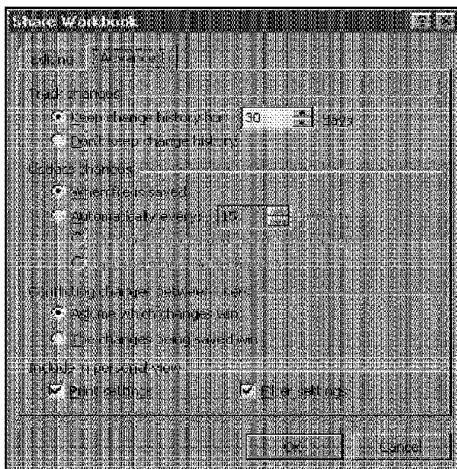 Share Workbook
Editing Advanced
Track changes
Keep change history for: 30 days
Don't keep change history
Update changes
When file is saved
Automatically every: 15
Conflicting changes between users
Ask me which changes win
The changes being saved win
Include in personal view
Print settings Filter settings
OK Cancel